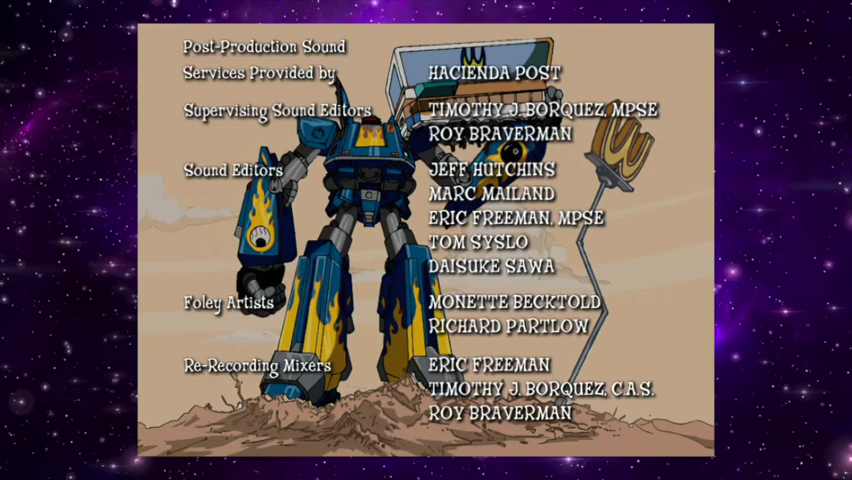 Post-Production Sound
Services Provided by HACIENDA POST
Supervising Sound Editors TIMOTHY J. BORQUEZ, MPSE
ROY BRAVERMAN
Sound Editors JEFF HUTCHINS
MARC MAILAND
ERIC FREEMAN, MPSE
TOM SYSLO
DAISUKE SAWA
Foley Artists MONETTE BECKTOLD
RICHARD PARTLOW
Re-Recording Mixers ERIC FREEMAN
TIMOTHY J. BORQUEZ, C.A.S.
ROY BRAVERMAN